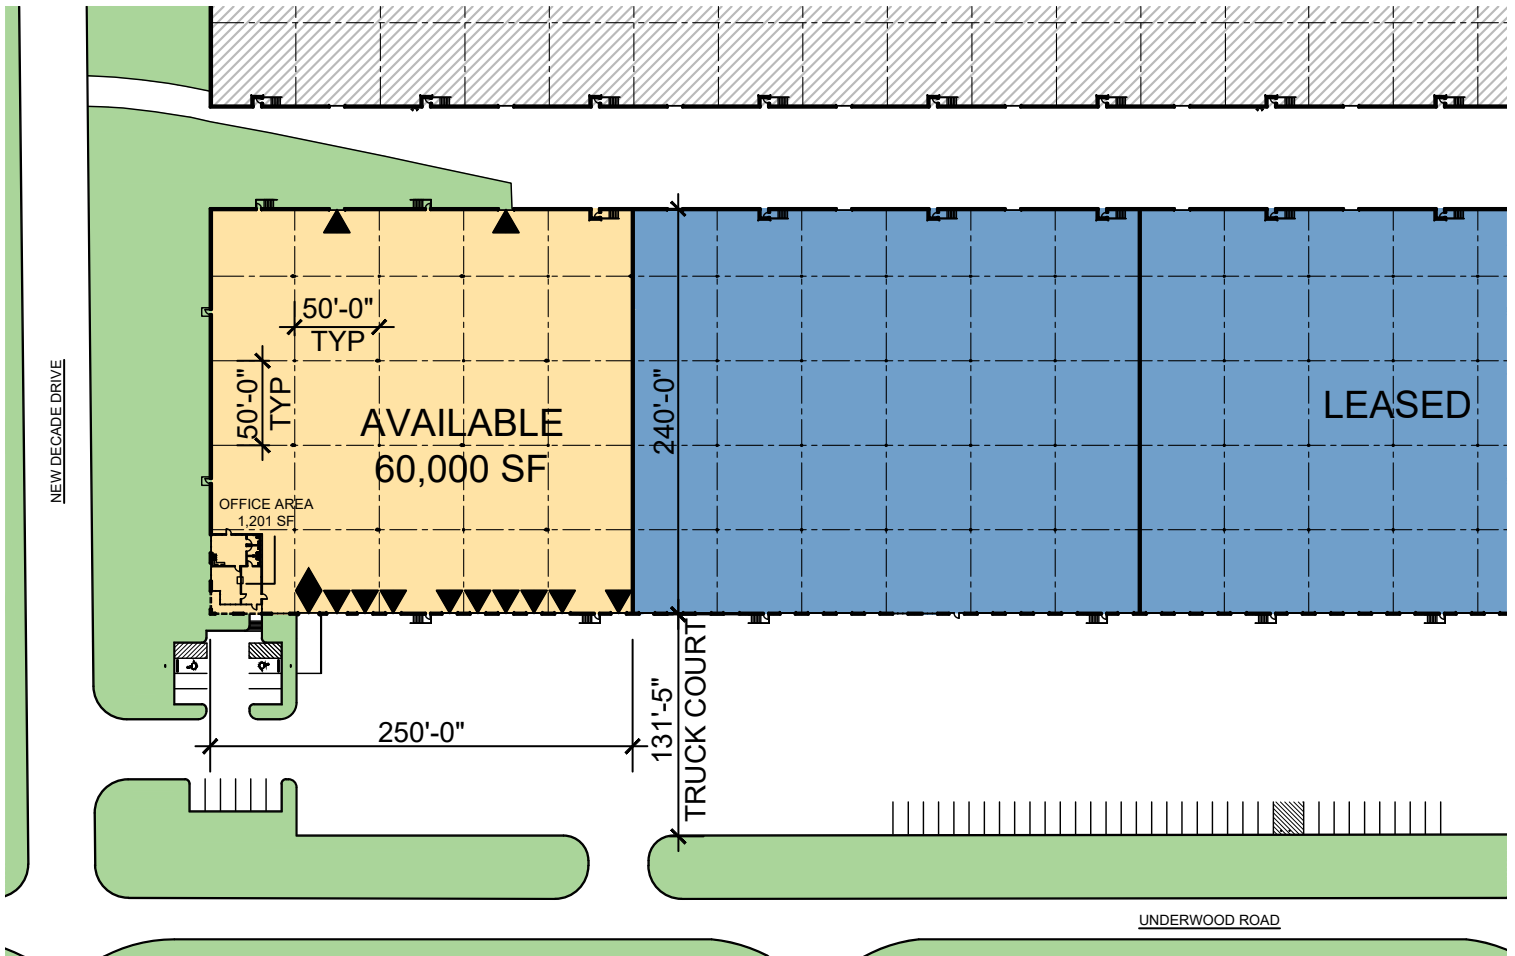 50'-0"
TYP
50'-0"
TYP
AVAILABLE
60,000 SF
240'-0"
LEASED
NEW DECADE DRIVE
OFFICE AREA
1,201 SF
131'-5"
TRUCK COURT
250'-0"
UNDERWOOD ROAD